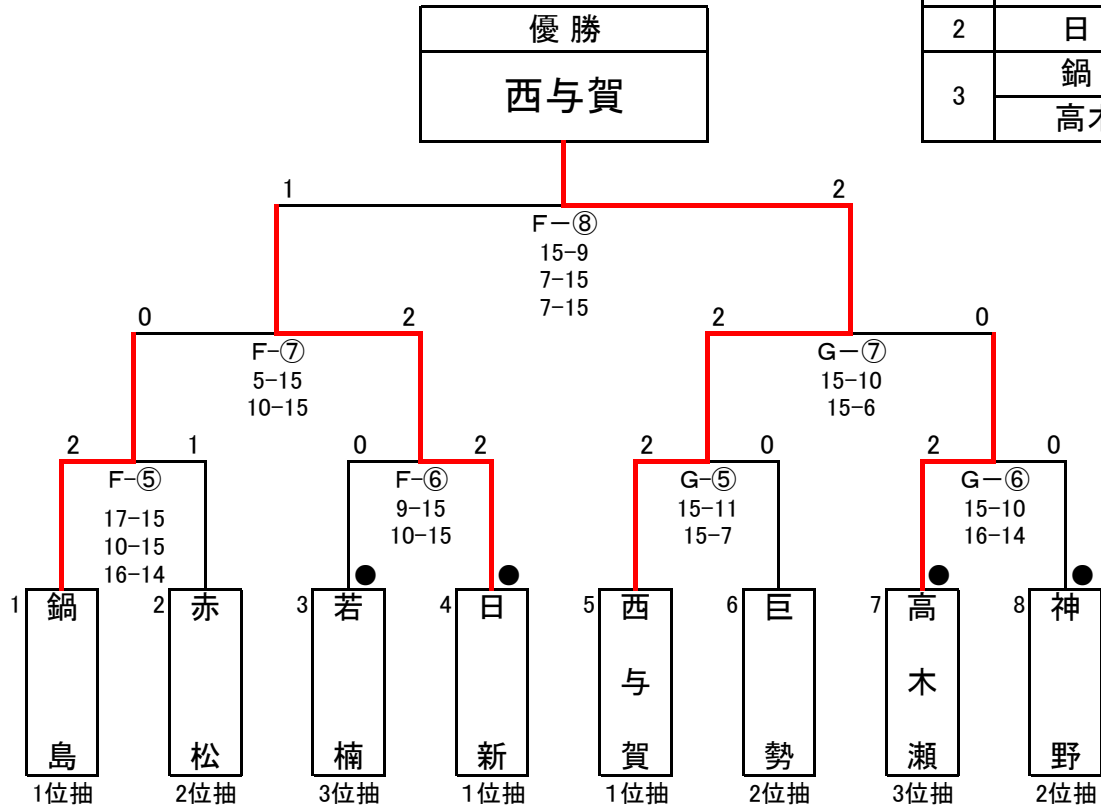 優 勝
西与賀
2 日
3 鍋
高木
1 2
F-⑧
15-9
7-15
7-15
0 2 2 0
F-⑦ G-⑦
5-15 15-10
10-15 15-6
2 1 0 2 2 0 2 0
F-⑤ F-⑥ G-⑤ G-⑥
17-15 9-15 15-11 15-10
10-15 10-15 15-7 16-14
16-14
● ● ● ●
1 鍋島 2 赤松 3 若楠 4 日新 5 西与賀 6 巨勢 7 高木瀬 8 神野
1位抽 2位抽 3位抽 1位抽 1位抽 2位抽 3位抽 2位抽